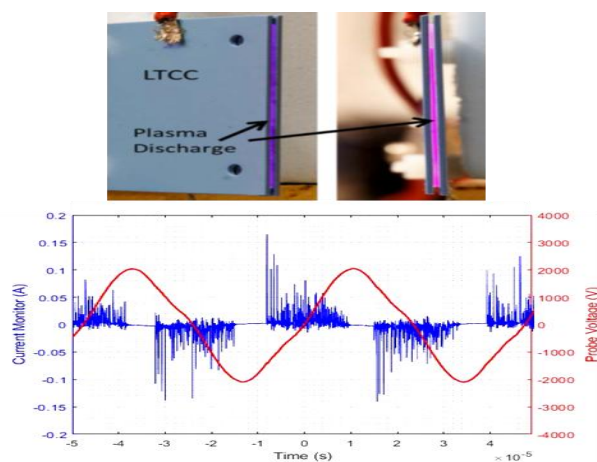 LTCC
Plasma
Discharge
0.2
0.15
0.1
0.05
0
-0.05
-0.1
-0.15
-0.2
Current Monitor (A)
4000
3000
2000
1000
0
-1000
-2000
-3000
-4000
Probe Voltage (V)
-5 -4 -3 -2 -1 0 1 2 3 4
Time (s)
× 10⁻⁵